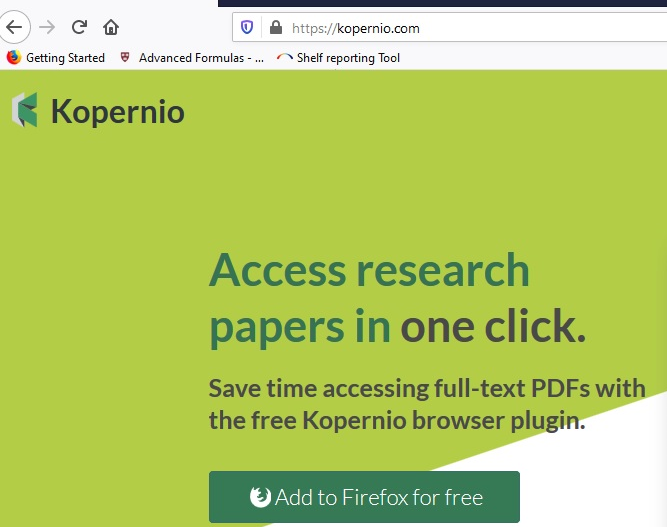 https://kopernio.com
Getting Started Advanced Formulas - ... Shelf reporting Tool
Kopernio
Access research
papers in one click.
Save time accessing full-text PDFs with
the free Kopernio browser plugin.
Add to Firefox for free